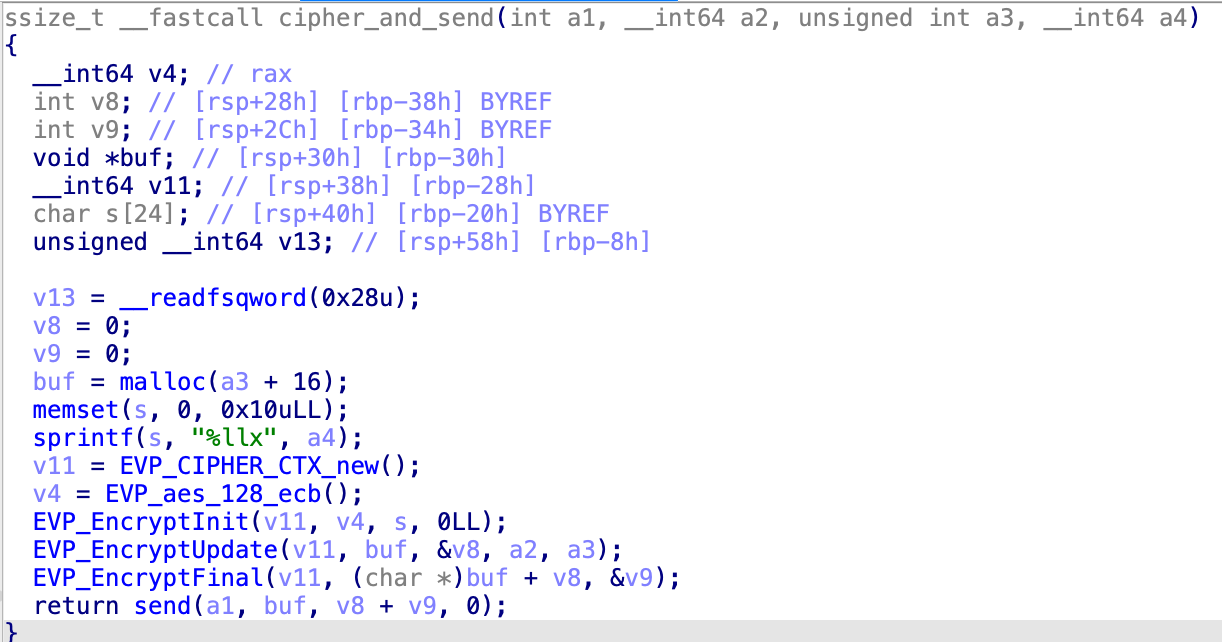 ssize_t __fastcall cipher_and_send(int a1, __int64 a2, unsigned int a3, __int64 a4)
{
  __int64 v4; // rax
  int v8; // [rsp+28h] [rbp-38h] BYREF
  int v9; // [rsp+2Ch] [rbp-34h] BYREF
  void *buf; // [rsp+30h] [rbp-30h]
  __int64 v11; // [rsp+38h] [rbp-28h]
  char s[24]; // [rsp+40h] [rbp-20h] BYREF
  unsigned __int64 v13; // [rsp+58h] [rbp-8h]

  v13 = __readfsqword(0x28u);
  v8 = 0;
  v9 = 0;
  buf = malloc(a3 + 16);
  memset(s, 0, 0x10uLL);
  sprintf(s, "%llx", a4);
  v11 = EVP_CIPHER_CTX_new();
  v4 = EVP_aes_128_ecb();
  EVP_EncryptInit(v11, v4, s, 0LL);
  EVP_EncryptUpdate(v11, buf, &v8, a2, a3);
  EVP_EncryptFinal(v11, (char *)buf + v8, &v9);
  return send(a1, buf, v8 + v9, 0);
}